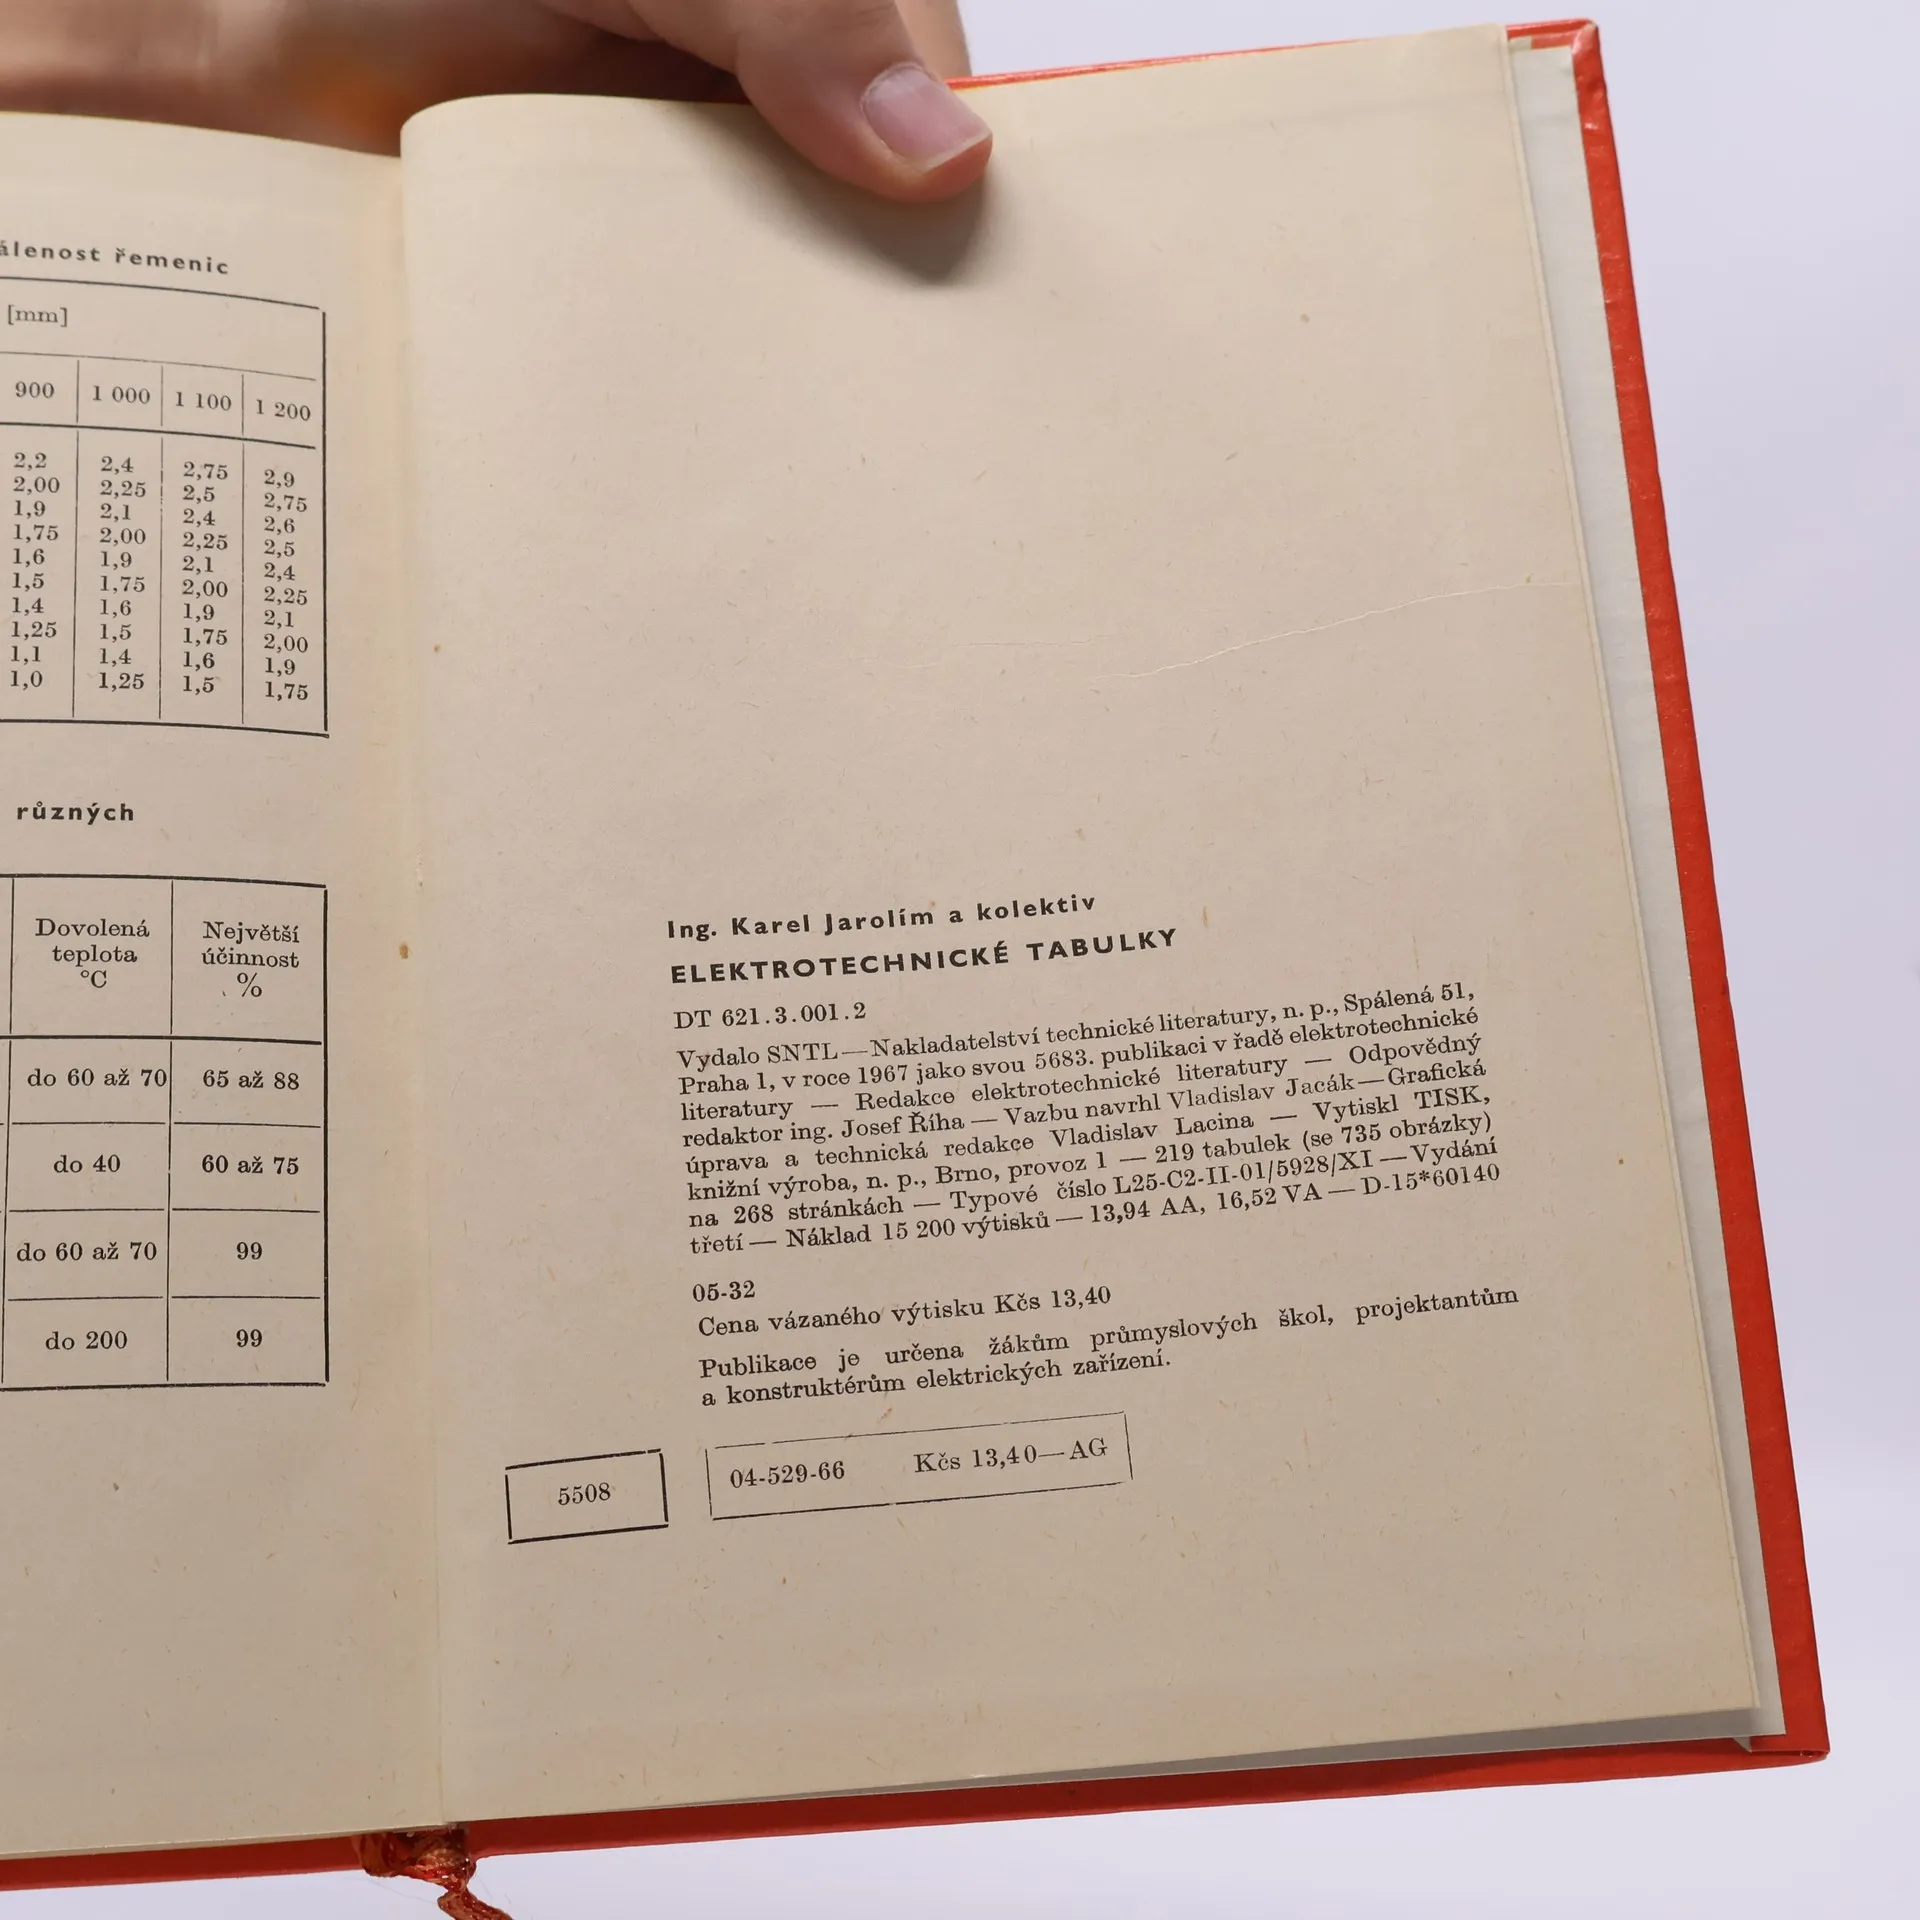 řemenic
[mm]
900 1 000 1 100 1 200
2,2 2,4 2,75 2,9
2,00 2,25 2,5 2,75
1,9 2,1 2,4 2,6
1,75 2,00 2,25 2,5
1,6 1,9 2,1 2,4
1,5 1,75 2,00 2,25
1,4 1,6 1,9 2,1
1,25 1,5 1,75 2,00
1,1 1,4 1,6 1,9
1,0 1,25 1,5 1,75
různých
Dovolená Největší
teplota účinnost
°C %
do 60 až 70 65 až 88
do 40 60 až 75
do 60 až 70 99
do 200 99
Ing. Karel Jarolím a kolektiv
ELEKTROTECHNICKÉ TABULKY
DT 621.3.001.2
Vydalo SNTL—Nakladatelství technické literatury, n. p., Spálená 51,
Praha 1, v roce 1967 jako svou 5683. publikaci v řadě elektrotechnické
literatury — Redakce elektrotechnické literatury — Odpovědný
redaktor ing. Josef Říha — Vazbu navrhl Vladislav Jacák—Grafická
úprava a technická redakce Vladislav Lacina — Vytiskl TISK,
knižní výroba, n. p., Brno, provoz 1 — 219 tabulek (se 735 obrázky)
na 268 stránkách — Typové číslo L25-C2-II-01/5928/XI — Vydání
třetí — Náklad 15 200 výtisků — 13,94 AA, 16,52 VA — D-15*60140
05-32
Cena vázaného výtisku Kčs 13,40
Publikace je určena žákům průmyslových škol, projektantům
a konstruktérům elektrických zařízení.
5508
04-529-66 Kčs 13,40—AG